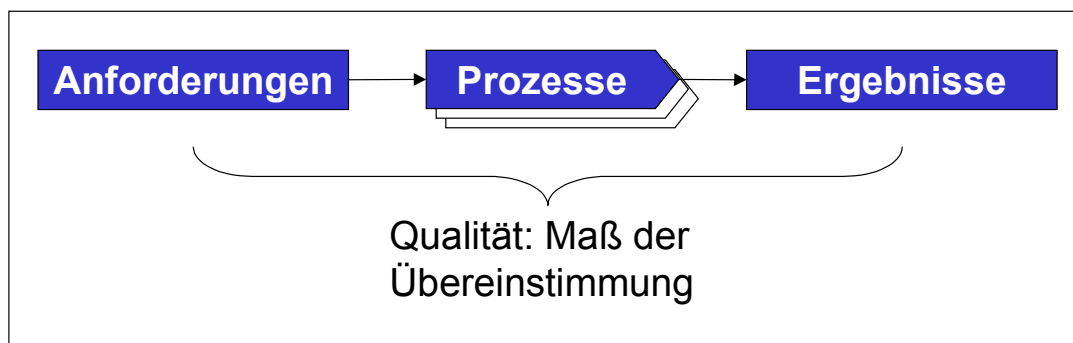 Anforderungen
Prozesse
Ergebnisse
Qualität: Maß der
Übereinstimmung